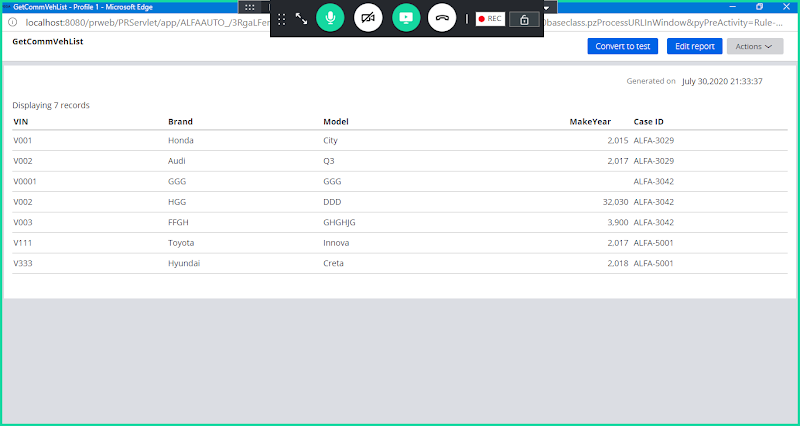 GetCommVehList - Profile 1 - Microsoft Edge
localhost:8080/prweb/PRServlet/app/ALFAAUTO_/3RgaLFer
baseclass.pzProcessURLInWindow&pyPreActivity=Rule-...
REC
GetCommVehList
Convert to test Edit report Actions
Generated on July 30,2020 21:33:37
Displaying 7 records
VIN Brand Model MakeYear Case ID
V001 Honda City 2,015 ALFA-3029
V002 Audi Q3 2,017 ALFA-3029
V0001 GGG GGG ALFA-3042
V002 HGG DDD 32,030 ALFA-3042
V003 FFGH GHGHJG 3,900 ALFA-3042
V111 Toyota Innova 2,017 ALFA-5001
V333 Hyundai Creta 2,018 ALFA-5001